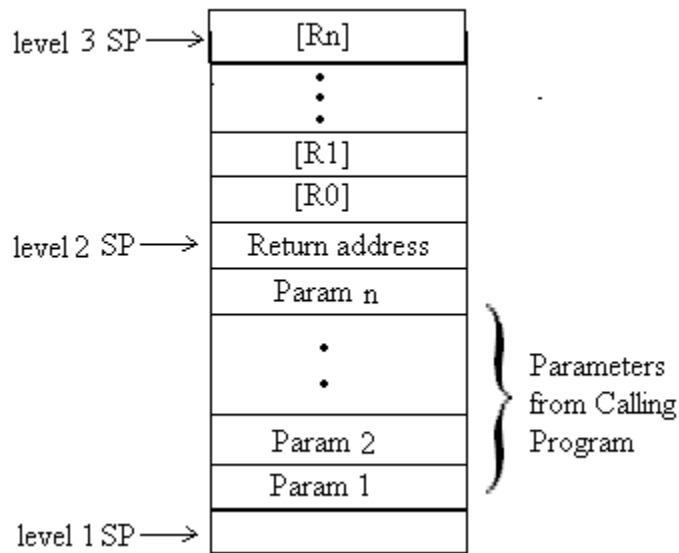 level 3 SP
[Rn]
[R1]
[R0]
level 2 SP
Return address
Param n
Parameters
from Calling
Program
Param 2
Param 1
level 1 SP